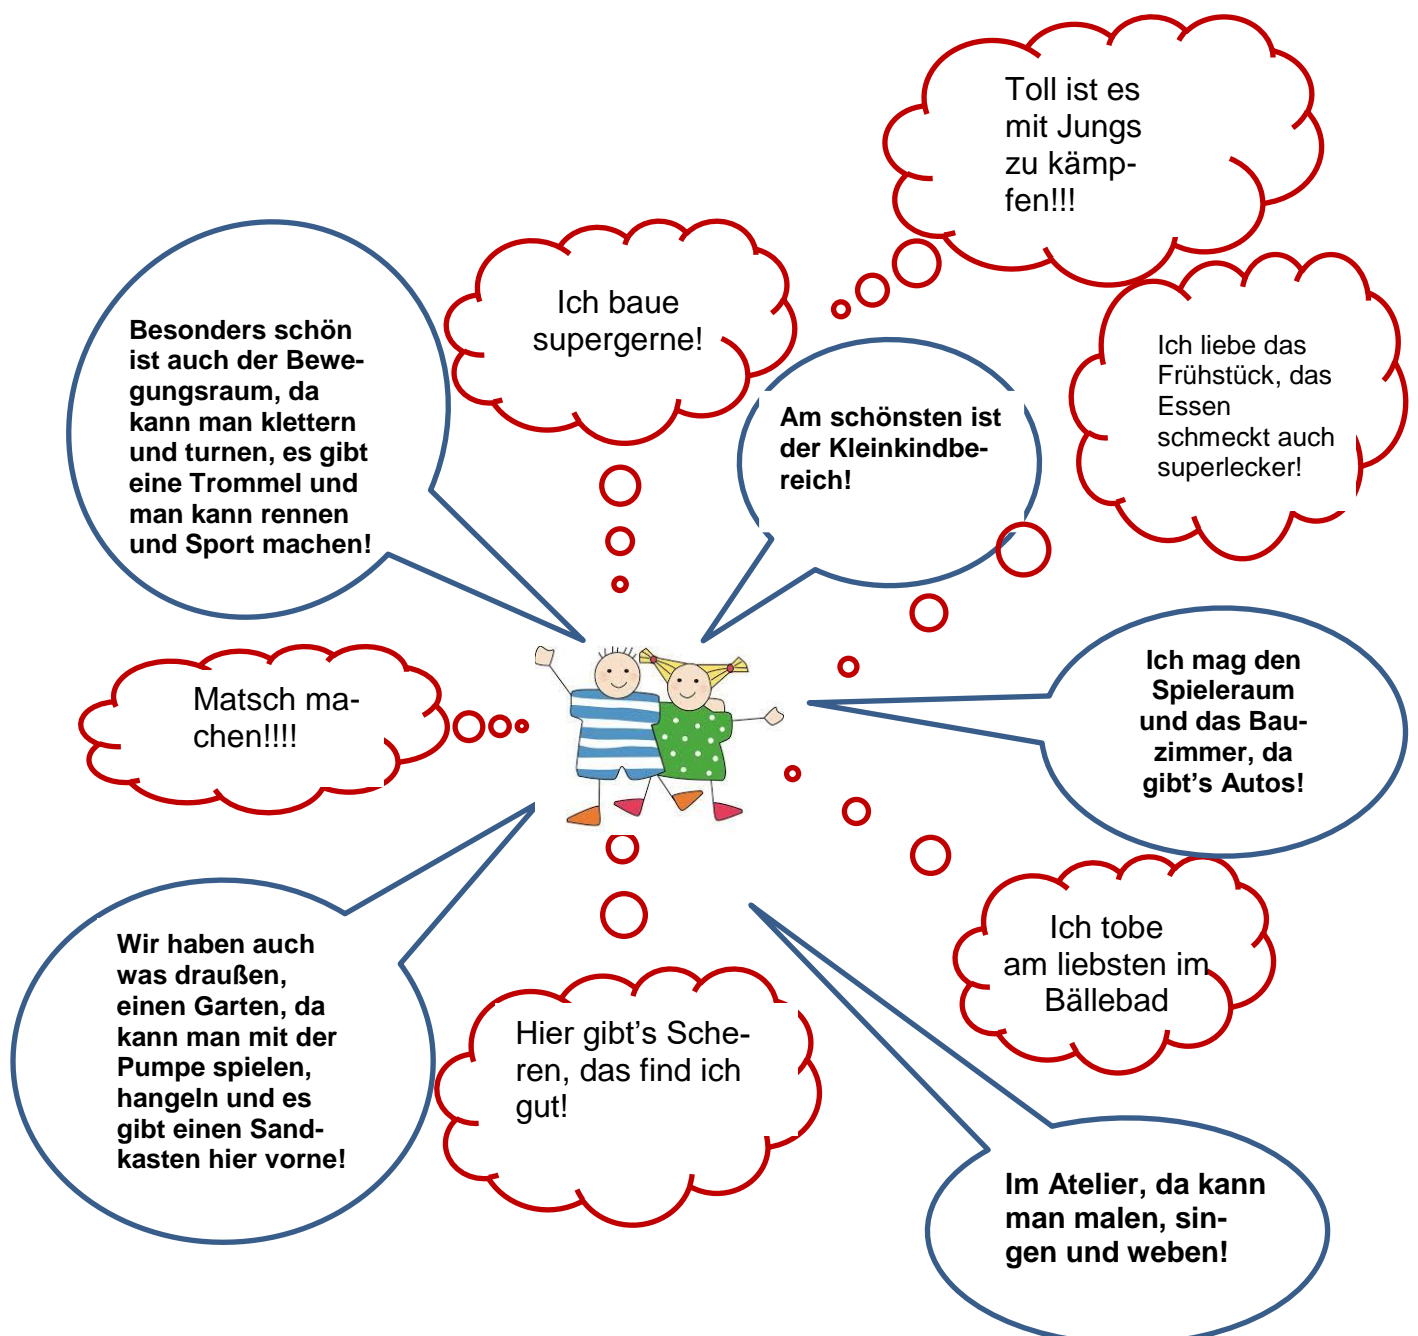 Toll ist es
mit Jungs
zu kämp-
fen!!!
Ich baue
supergerne!
Besonders schön
ist auch der Bewe-
gungsraum, da
kann man klettern
und turnen, es gibt
eine Trommel und
man kann rennen
und Sport machen!
Am schönsten ist
der Kleinkindbe-
reich!
Ich liebe das
Frühstück, das
Essen
schmeckt auch
superlecker!
Matsch ma-
chen!!!!
Ich mag den
Spieleraum
und das Bau-
zimmer, da
gibt's Autos!
Wir haben auch
was draußen,
einen Garten, da
kann man mit der
Pumpe spielen,
hangeln und es
gibt einen Sand-
kasten hier vorne!
Hier gibt's Sche-
ren, das find ich
gut!
Ich tobe
am liebsten im
Bällebad
Im Atelier, da kann
man malen, sin-
gen und weben!